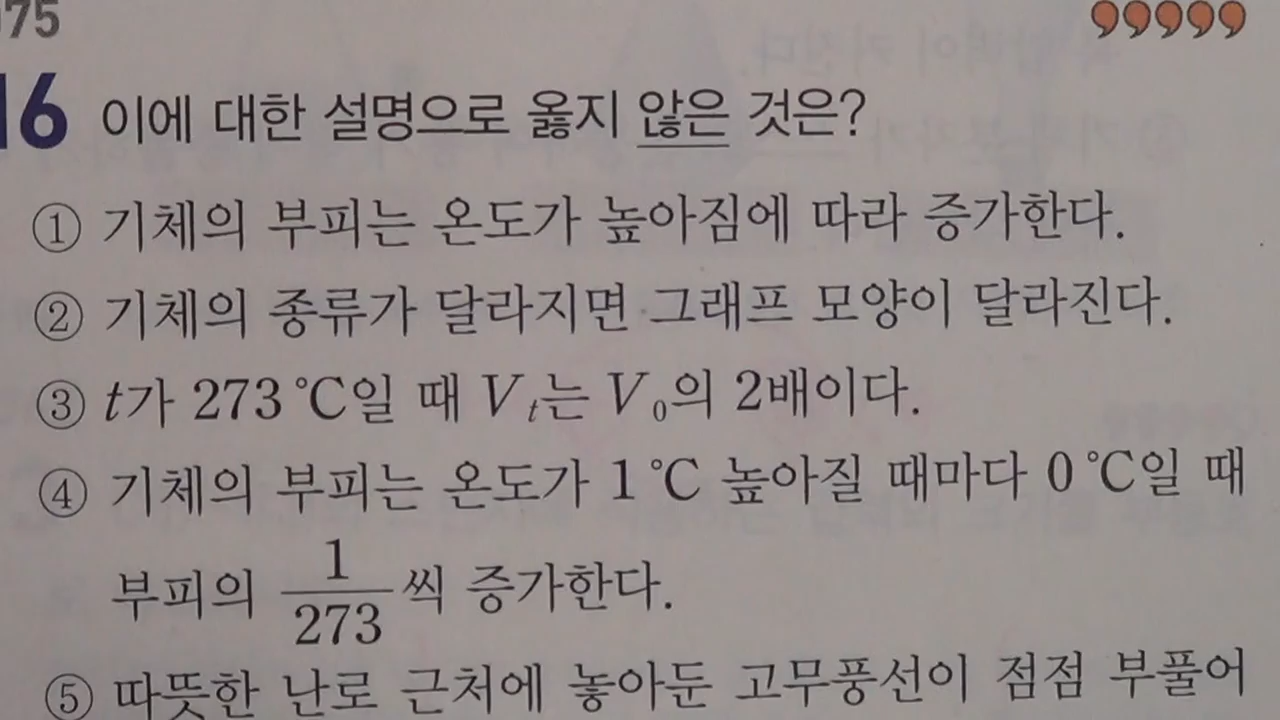 075
16 이에 대한 설명으로 옳지 않은 것은?
① 기체의 부피는 온도가 높아짐에 따라 증가한다.
② 기체의 종류가 달라지면 그래프 모양이 달라진다.
③ t가 273 ℃일 때 Vₜ는 V₀의 2배이다.
④ 기체의 부피는 온도가 1 ℃ 높아질 때마다 0 ℃일 때
부피의 1/273씩 증가한다.
⑤ 따뜻한 난로 근처에 놓아둔 고무풍선이 점점 부풀어